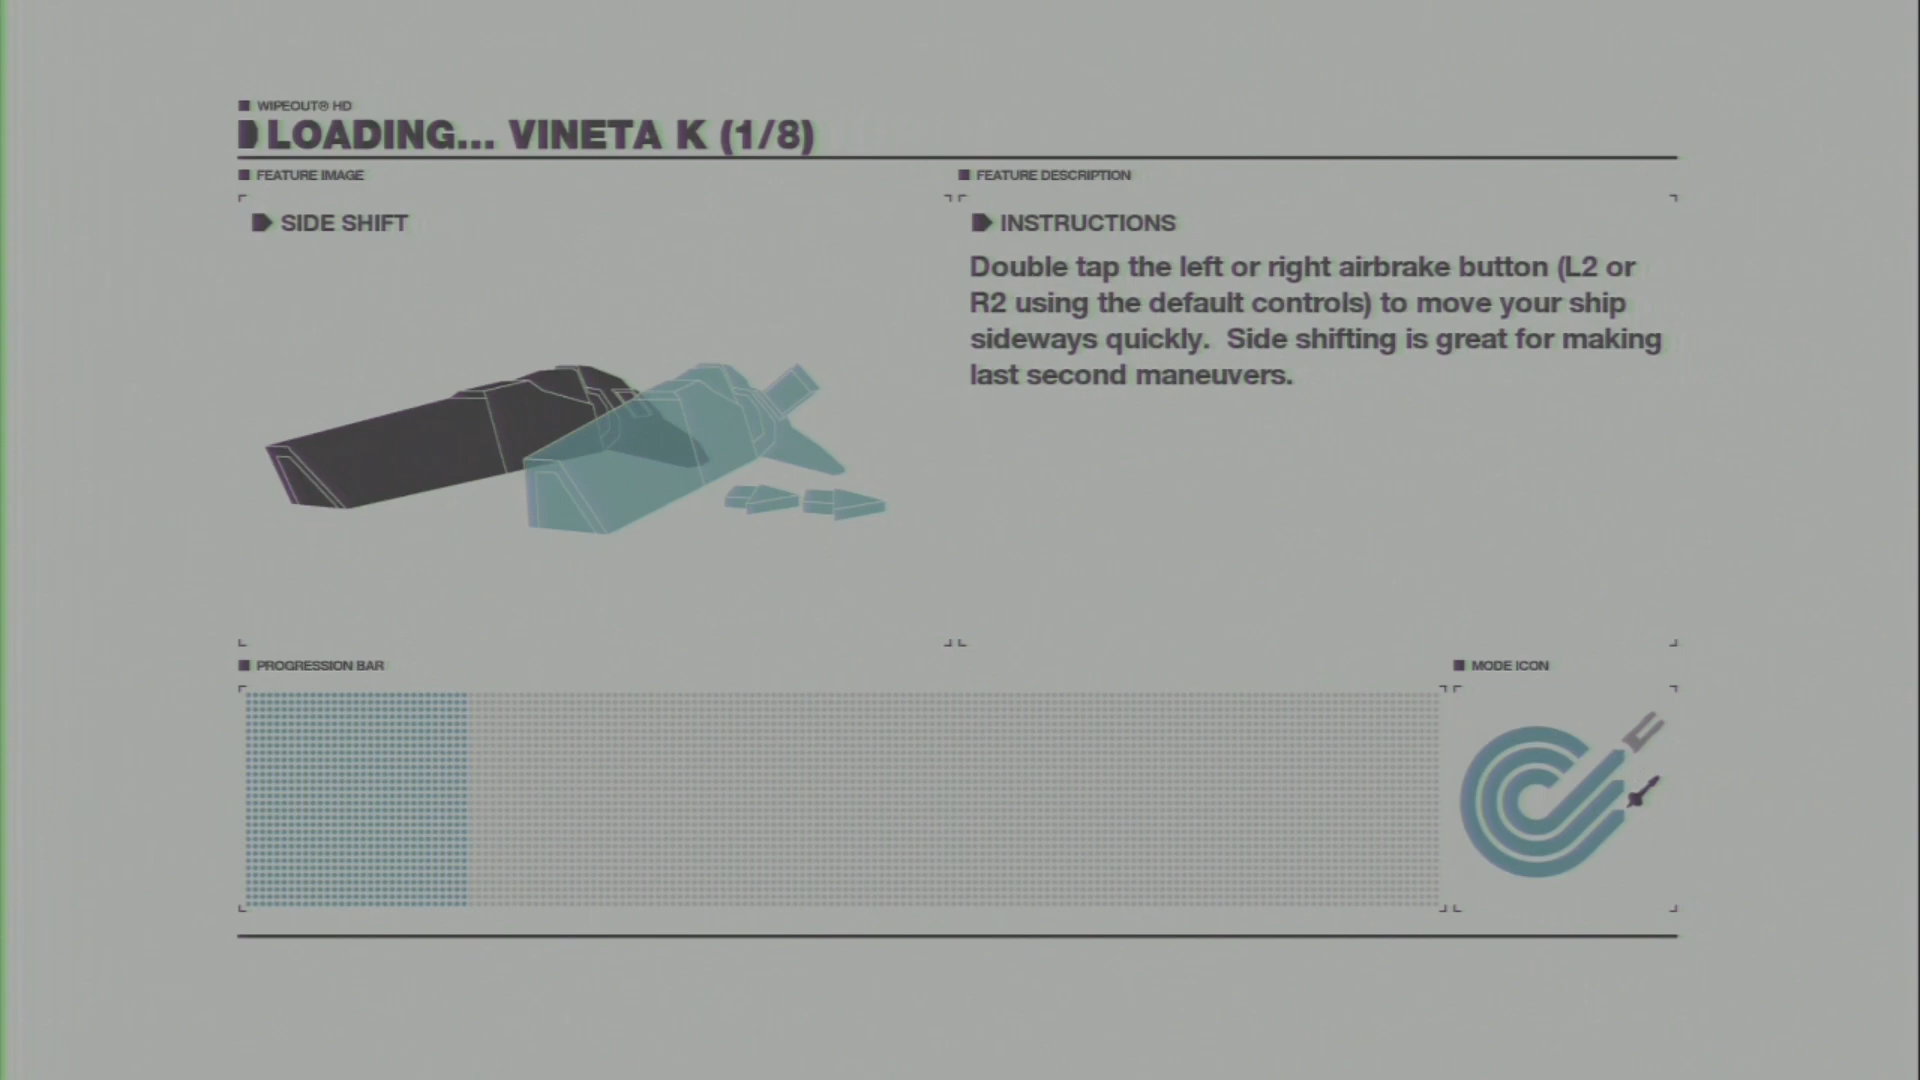 WIPEOUT® HD
LOADING... VINETA K (1/8)
FEATURE IMAGE
SIDE SHIFT
FEATURE DESCRIPTION
INSTRUCTIONS
Double tap the left or right airbrake button (L2 or
R2 using the default controls) to move your ship
sideways quickly.  Side shifting is great for making
last second maneuvers.
PROGRESSION BAR
MODE ICON